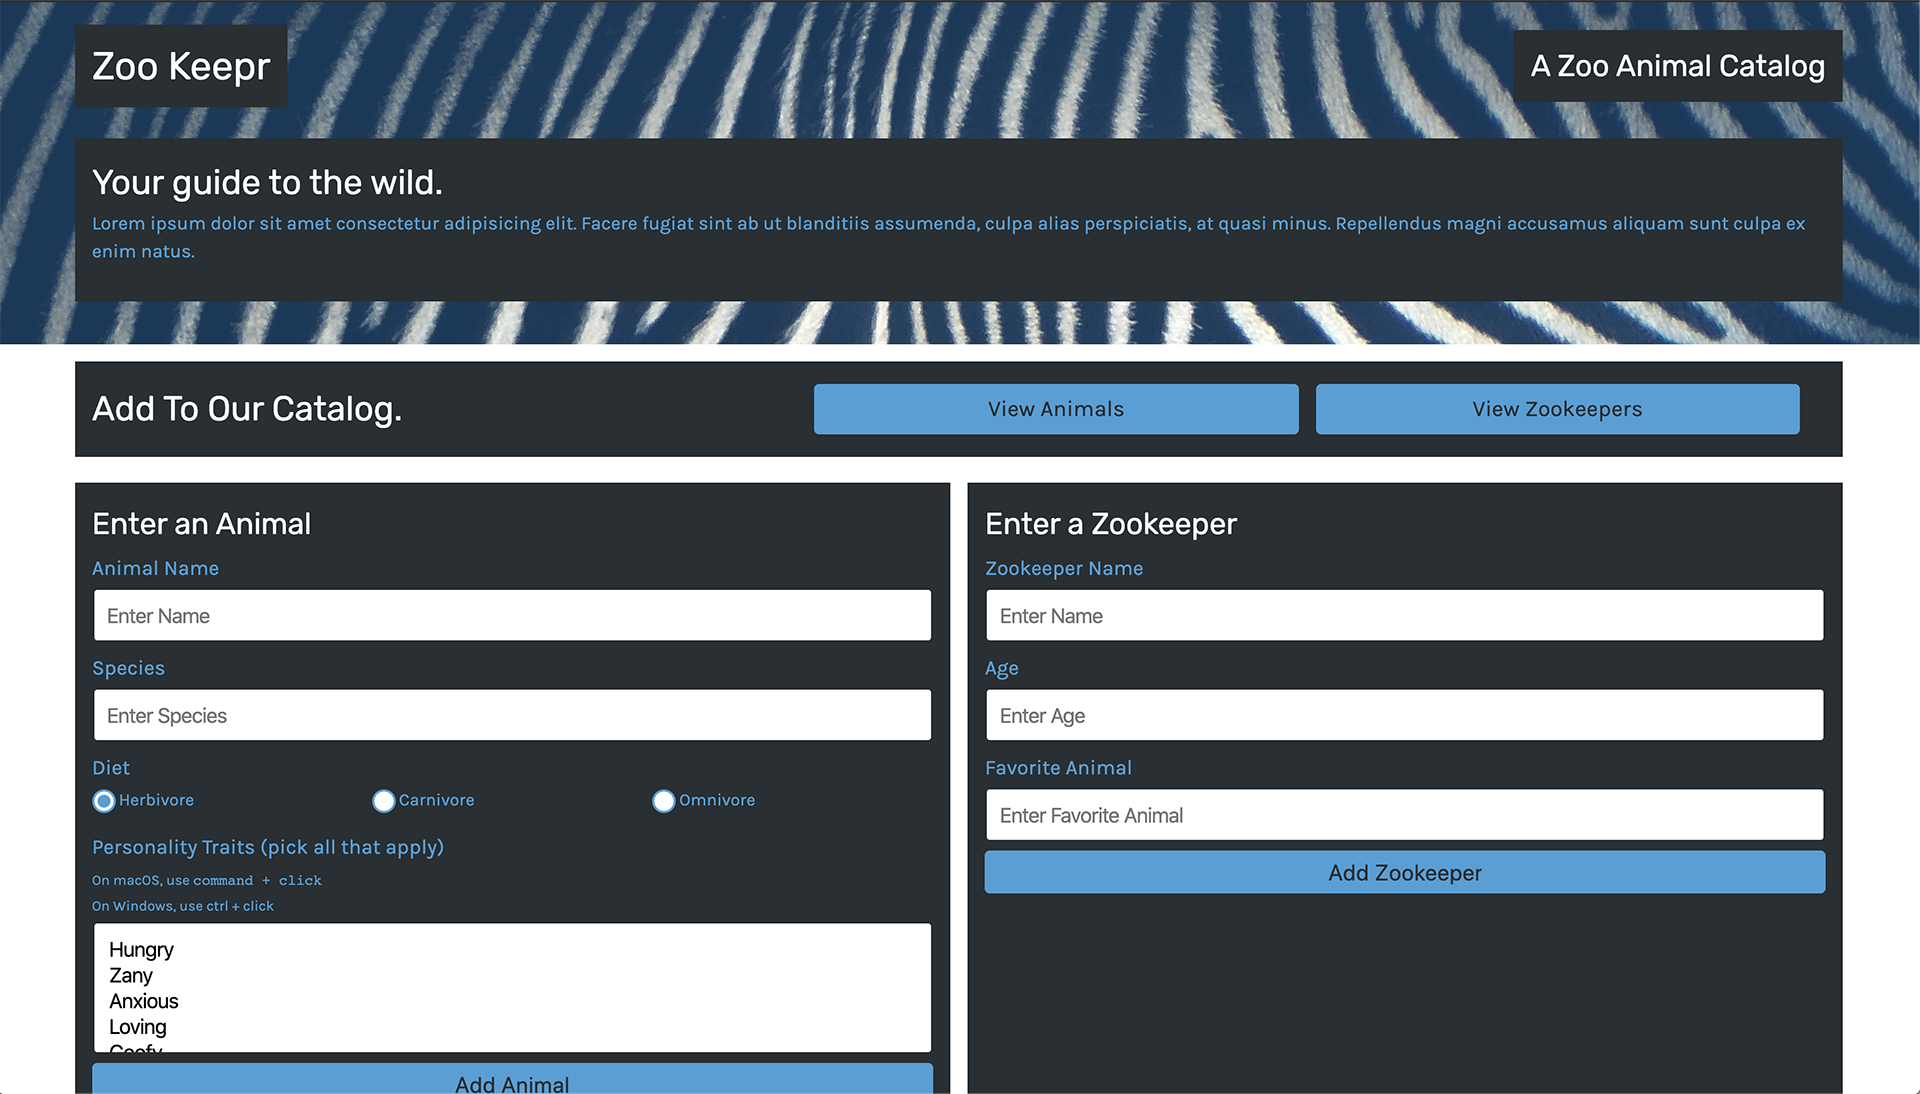 Zoo Keepr
A Zoo Animal Catalog
Your guide to the wild.
Lorem ipsum dolor sit amet consectetur adipisicing elit. Facere fugiat sint ab ut blanditiis assumenda, culpa alias perspiciatis, at quasi minus. Repellendus magni accusamus aliquam sunt culpa ex
enim natus.
Add To Our Catalog.
View Animals
View Zookeepers
Enter an Animal
Animal Name
Enter Name
Species
Enter Species
Diet
Herbivore
Carnivore
Omnivore
Personality Traits (pick all that apply)
On macOS, use command + click
On Windows, use ctrl + click
Hungry
Zany
Anxious
Loving
Goofy
Add Animal
Enter a Zookeeper
Zookeeper Name
Enter Name
Age
Enter Age
Favorite Animal
Enter Favorite Animal
Add Zookeeper